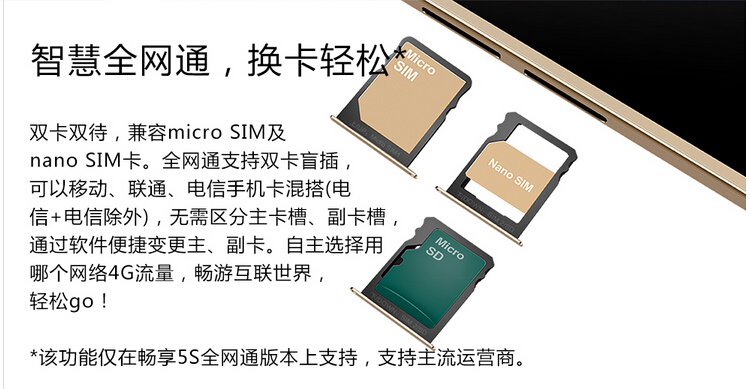 智慧全网通，换卡轻松*
双卡双待，兼容micro SIM及
nano SIM卡。全网通支持双卡盲插，
可以移动、联通、电信手机卡混搭(电
信+电信除外)，无需区分主卡槽、副卡槽，
通过软件便捷变更主、副卡。自主选择用
哪个网络4G流量，畅游互联世界，
轻松go！
Micro
SIM
Nano SIM
Micro
SD
*该功能仅在畅享5S全网通版本上支持，支持主流运营商。